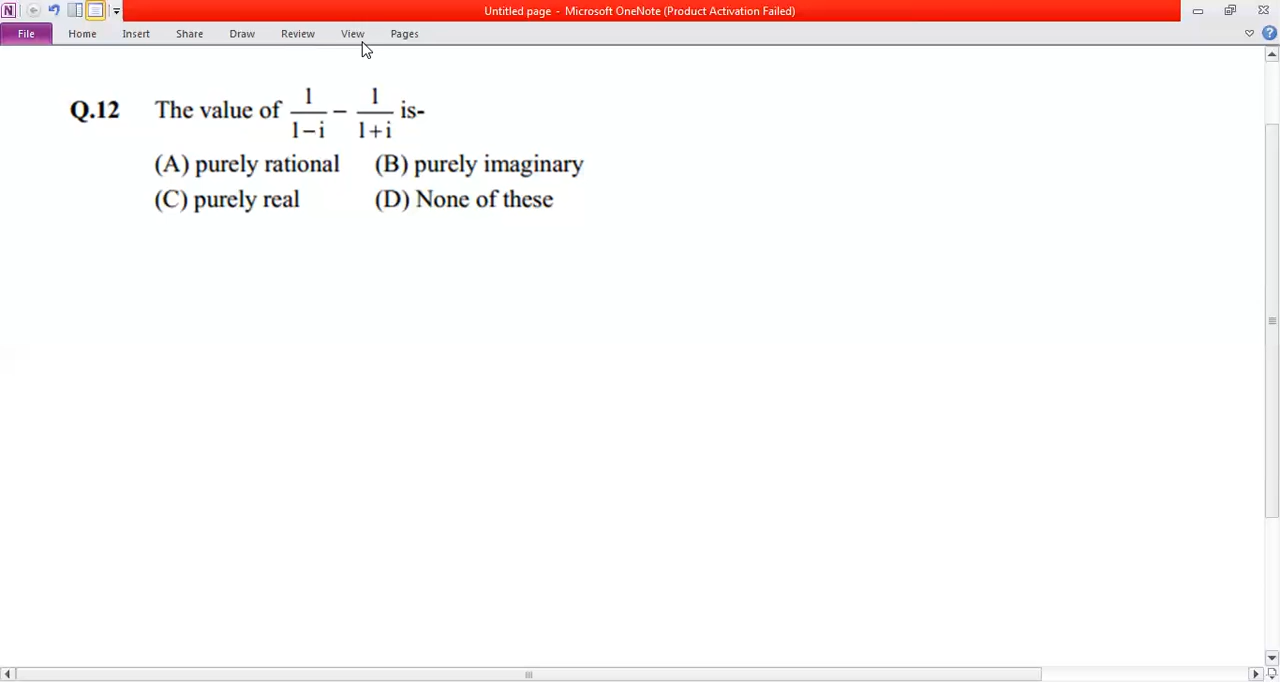 Untitled page - Microsoft OneNote (Product Activation Failed)
File Home Insert Share Draw Review View Pages
Q.12 The value of 1/(1−i) − 1/(1+i) is-
(A) purely rational (B) purely imaginary
(C) purely real (D) None of these